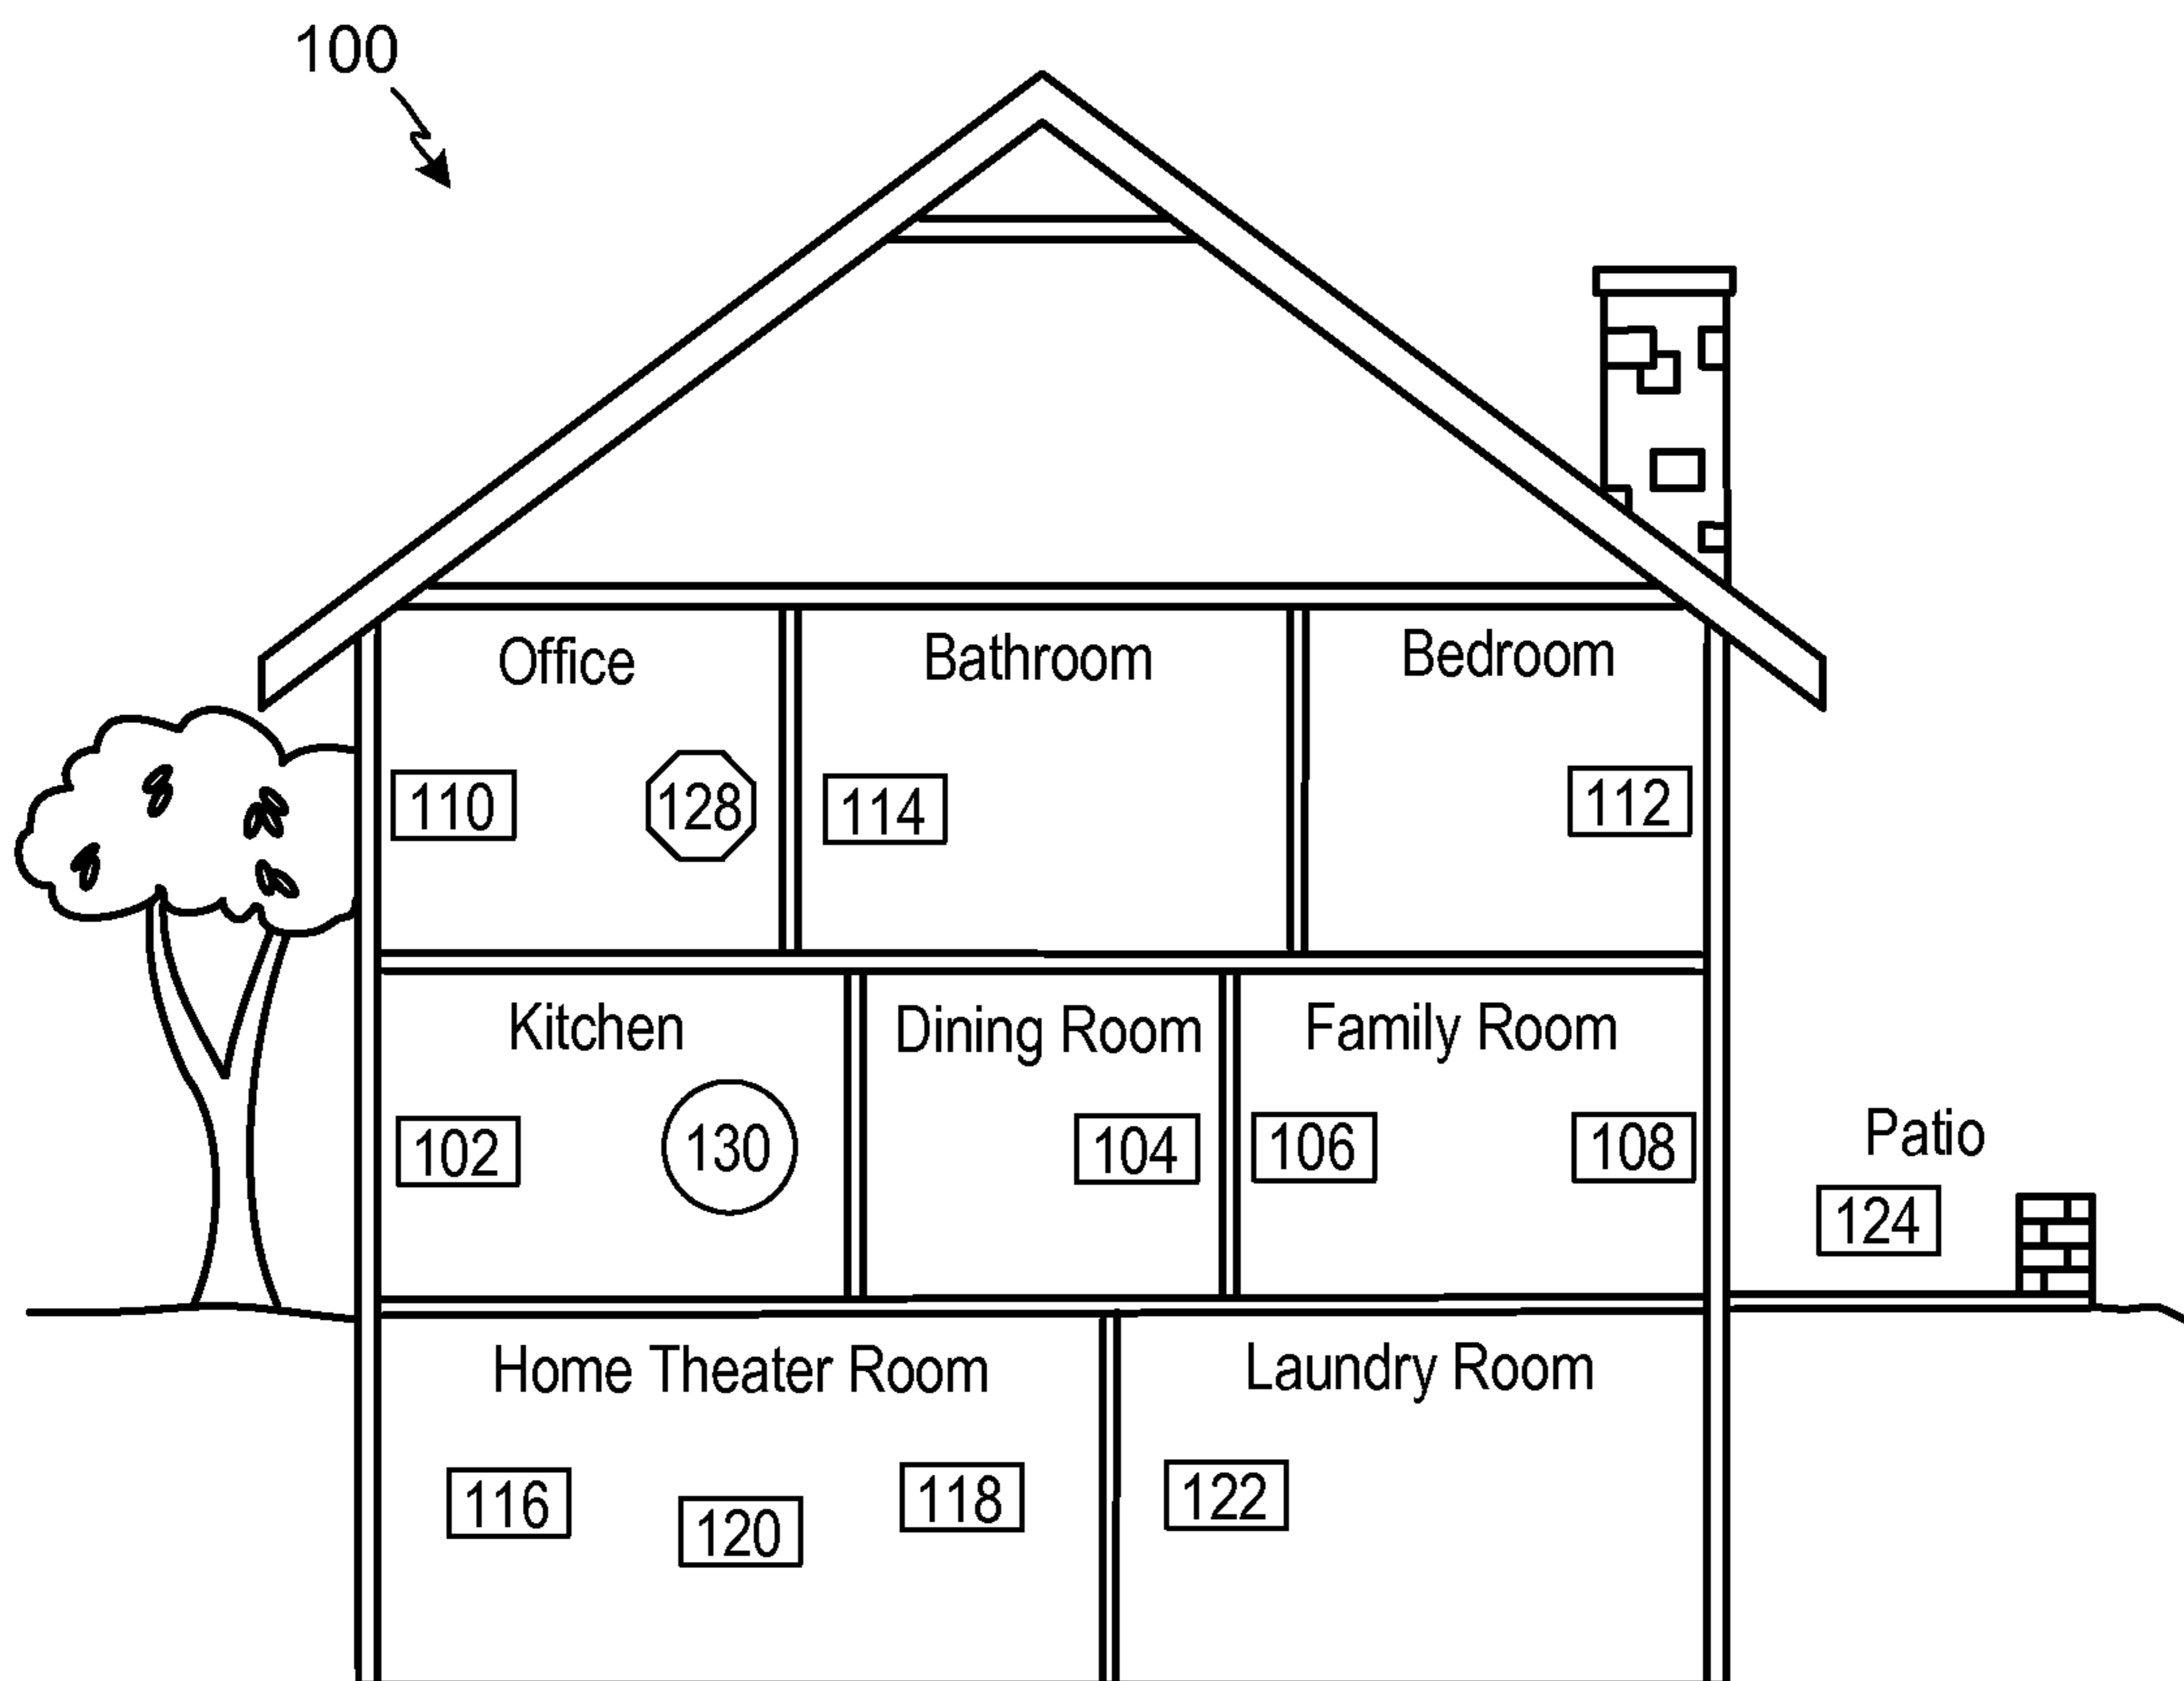 100
Office
Bathroom
Bedroom
110
128
114
112
Kitchen
Dining Room
Family Room
102
130
104
106
108
Patio
124
Home Theater Room
Laundry Room
116
120
118
122